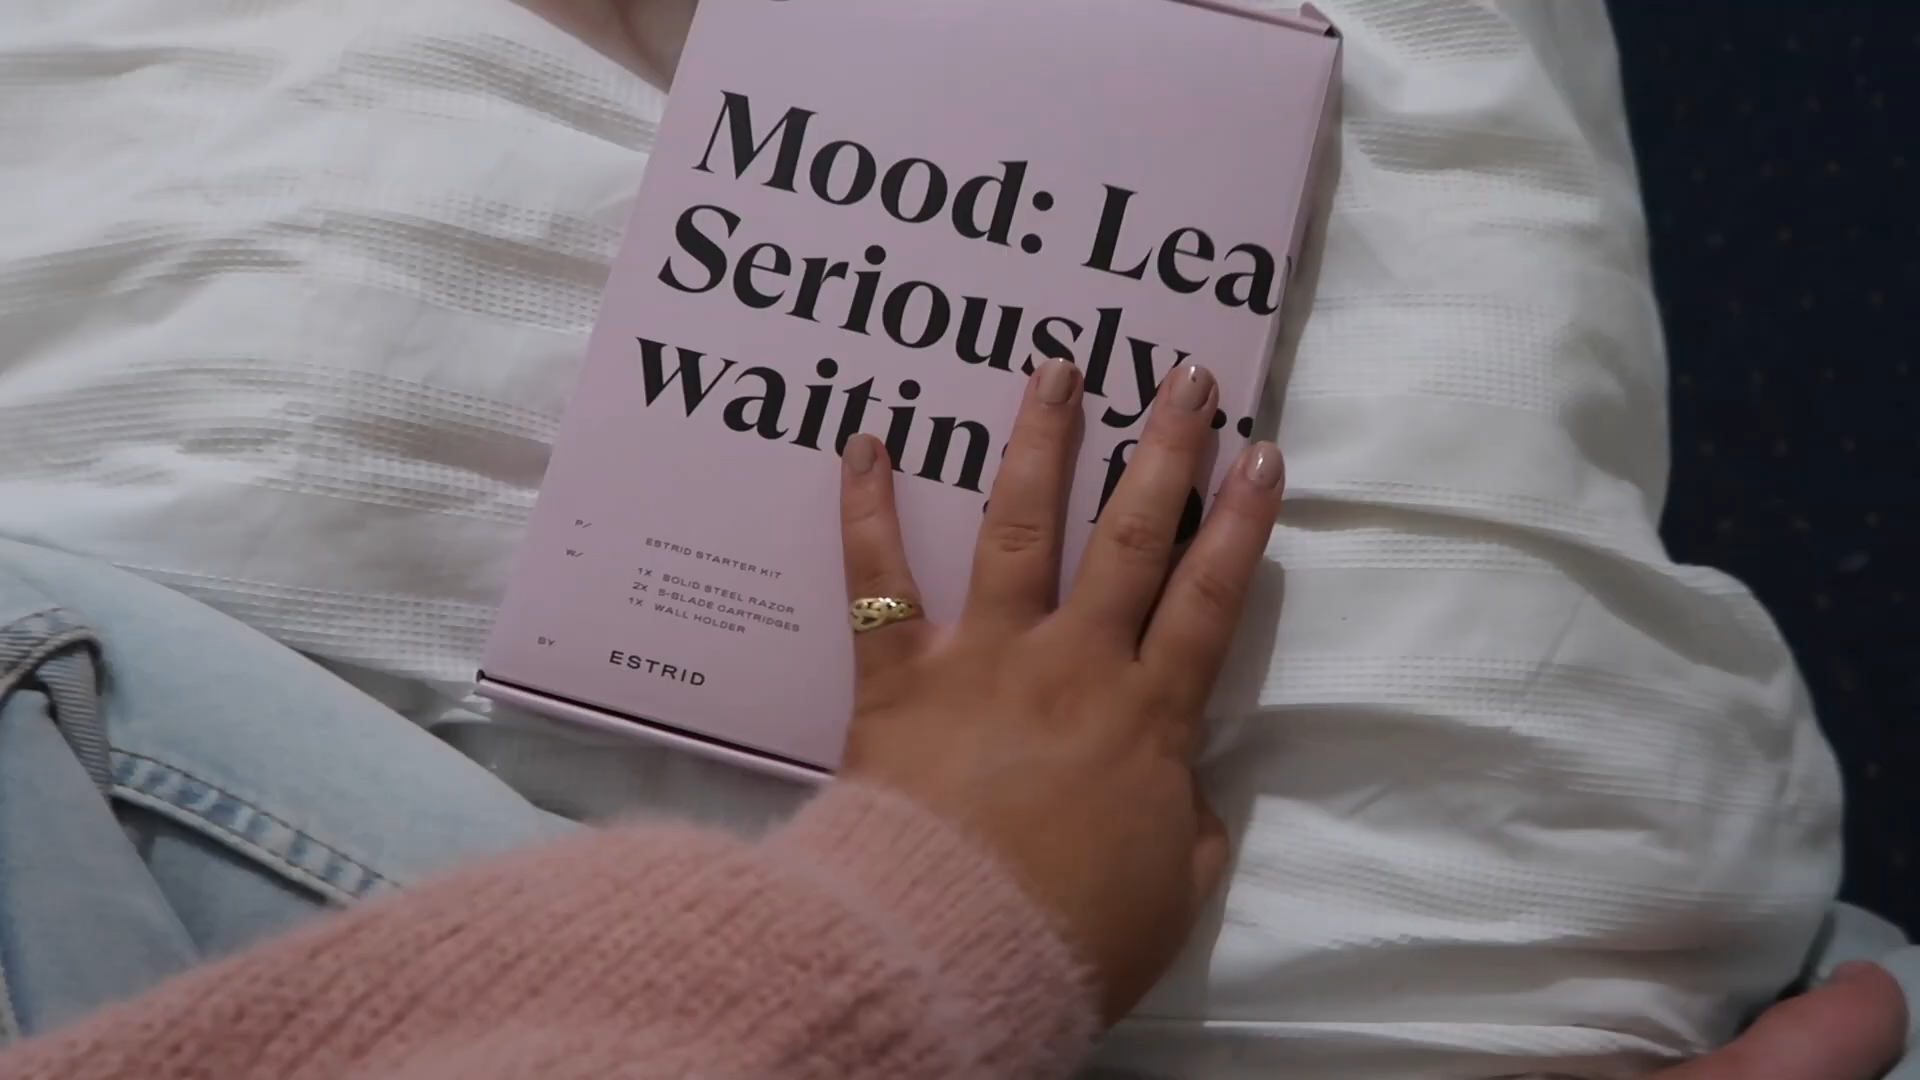 Mood: Lea
Seriously...
waiting fo
P/ ESTRID STARTER KIT
W/ 1X SOLID STEEL RAZOR
2X 5-BLADE CARTRIDGES
1X WALL HOLDER
BY ESTRID